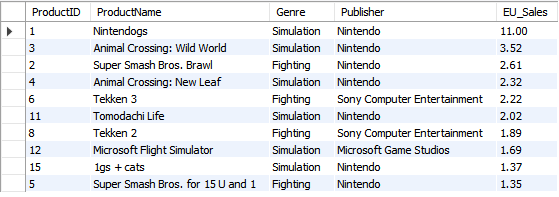 ProductID ProductName Genre Publisher EU_Sales
1 Nintendogs Simulation Nintendo 11.00
3 Animal Crossing: Wild World Simulation Nintendo 3.52
2 Super Smash Bros. Brawl Fighting Nintendo 2.61
4 Animal Crossing: New Leaf Simulation Nintendo 2.32
6 Tekken 3 Fighting Sony Computer Entertainment 2.22
11 Tomodachi Life Simulation Nintendo 2.02
8 Tekken 2 Fighting Sony Computer Entertainment 1.89
12 Microsoft Flight Simulator Simulation Microsoft Game Studios 1.69
15 1gs + cats Simulation Nintendo 1.37
5 Super Smash Bros. for 15 U and 1 Fighting Nintendo 1.35